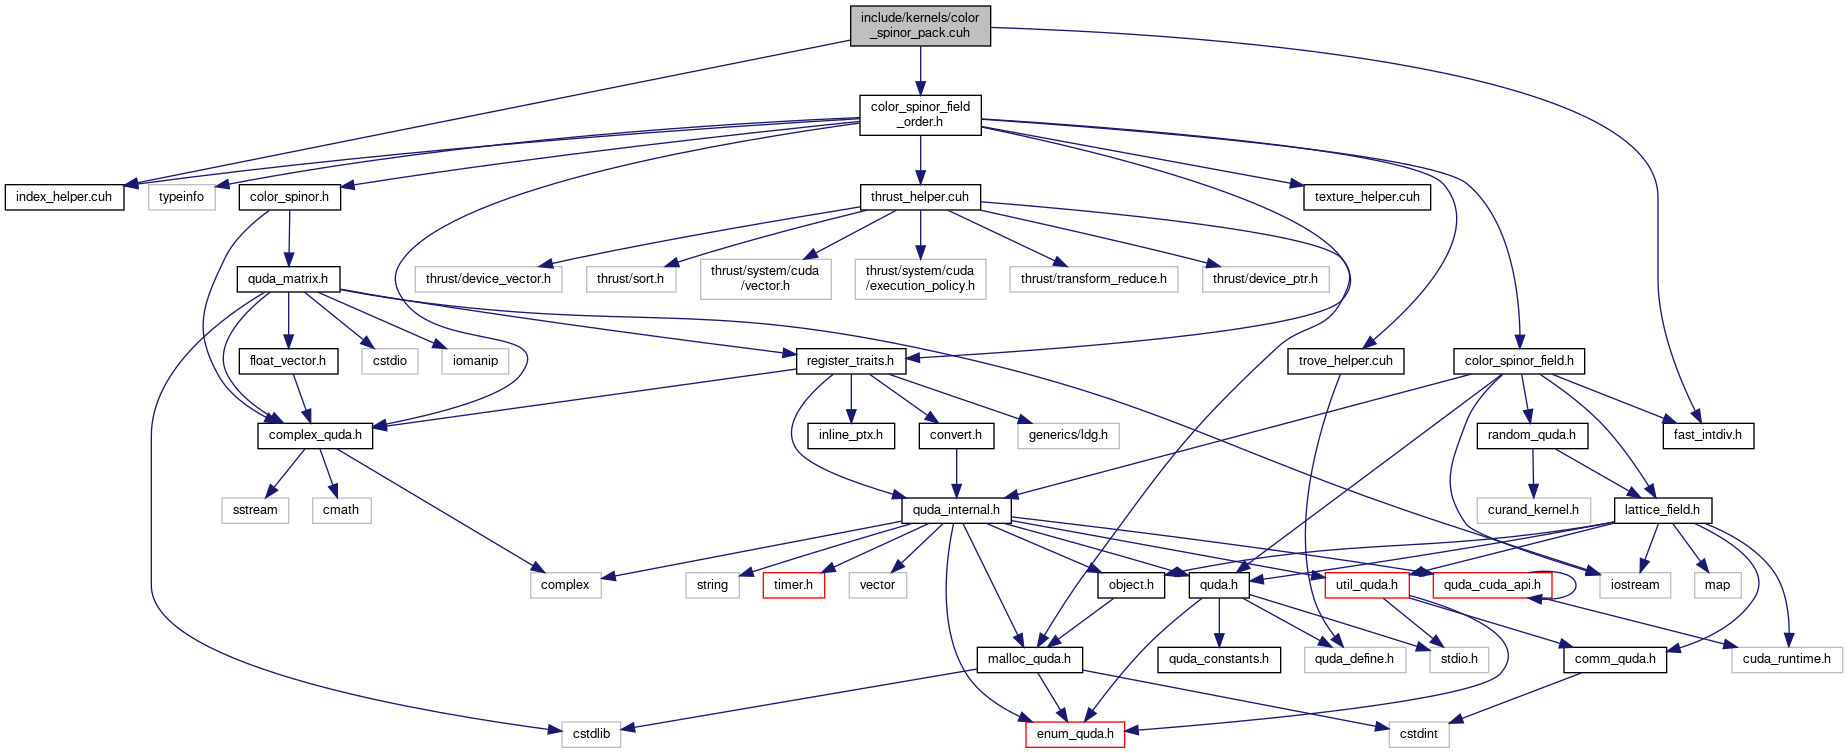 include/kernels/color
_spinor_pack.cuh
color_spinor_field
_order.h
index_helper.cuh
typeinfo
color_spinor.h
thrust_helper.cuh
texture_helper.cuh
quda_matrix.h
thrust/device_vector.h
thrust/sort.h
thrust/system/cuda
/vector.h
thrust/system/cuda
/execution_policy.h
thrust/transform_reduce.h
thrust/device_ptr.h
float_vector.h
cstdio
iomanip
register_traits.h
trove_helper.cuh
color_spinor_field.h
complex_quda.h
inline_ptx.h
convert.h
generics/ldg.h
random_quda.h
fast_intdiv.h
sstream
cmath
quda_internal.h
curand_kernel.h
lattice_field.h
complex
string
timer.h
vector
object.h
quda.h
util_quda.h
quda_cuda_api.h
iostream
map
malloc_quda.h
quda_constants.h
quda_define.h
stdio.h
comm_quda.h
cuda_runtime.h
cstdlib
enum_quda.h
cstdint